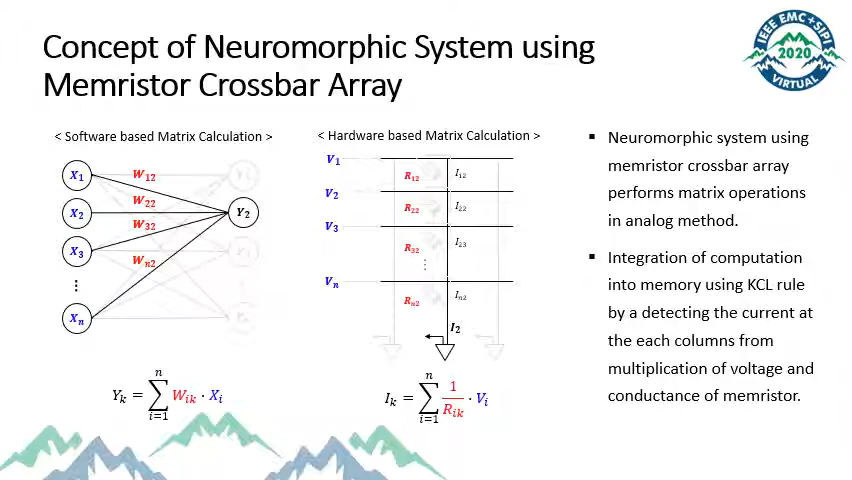 Concept of Neuromorphic System using
Memristor Crossbar Array
IEEE EMC+SIPI
2020
VIRTUAL
< Software based Matrix Calculation >
X1
X2
X3
⋮
Xn
W12
W22
W32
Wn2
Y2
Yk = ∑ i=1 n Wik · Xi
< Hardware based Matrix Calculation >
V1
V2
V3
Vn
R12
R22
R32
⋮
Rn2
I12
I22
I23
In2
I2
Ik = ∑ i=1 n 1/Rik · Vi
▪ Neuromorphic system using
memristor crossbar array
performs matrix operations
in analog method.
▪ Integration of computation
into memory using KCL rule
by a detecting the current at
the each columns from
multiplication of voltage and
conductance of memristor.